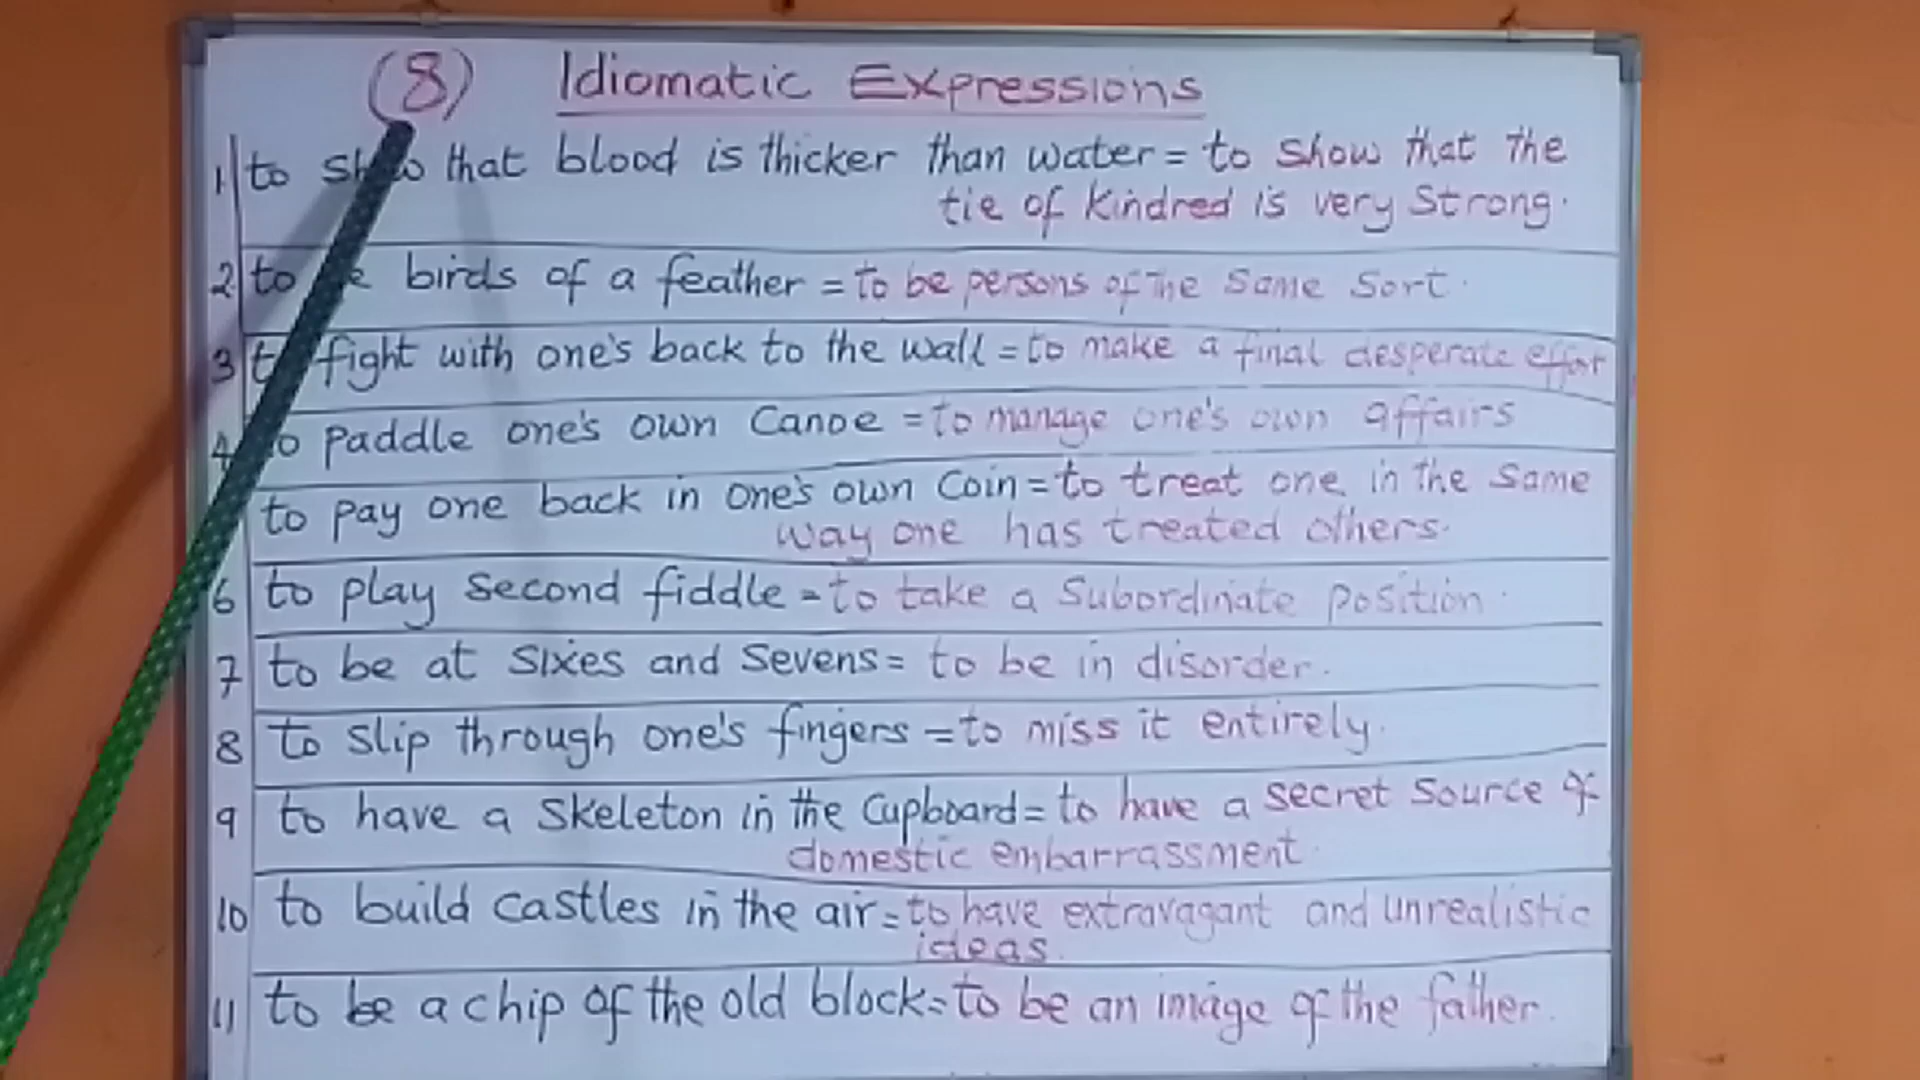 (8) Idiomatic Expressions
1 to show that blood is thicker than water = to show that the
tie of kindred is very strong.
2 to birds of a feather = to be persons of the same sort.
3 fight with one's back to the wall = to make a final desperate effort
4 to paddle one's own canoe = to manage one's own affairs
to pay one back in one's own coin = to treat one in the same
way one has treated others.
6 to play second fiddle = to take a subordinate position.
7 to be at sixes and sevens = to be in disorder.
8 to slip through one's fingers = to miss it entirely.
9 to have a skeleton in the cupboard = to have a secret source of
domestic embarrassment.
10 to build castles in the air = to have extravagant and unrealistic
ideas.
11 to be a chip of the old block = to be an image of the father.